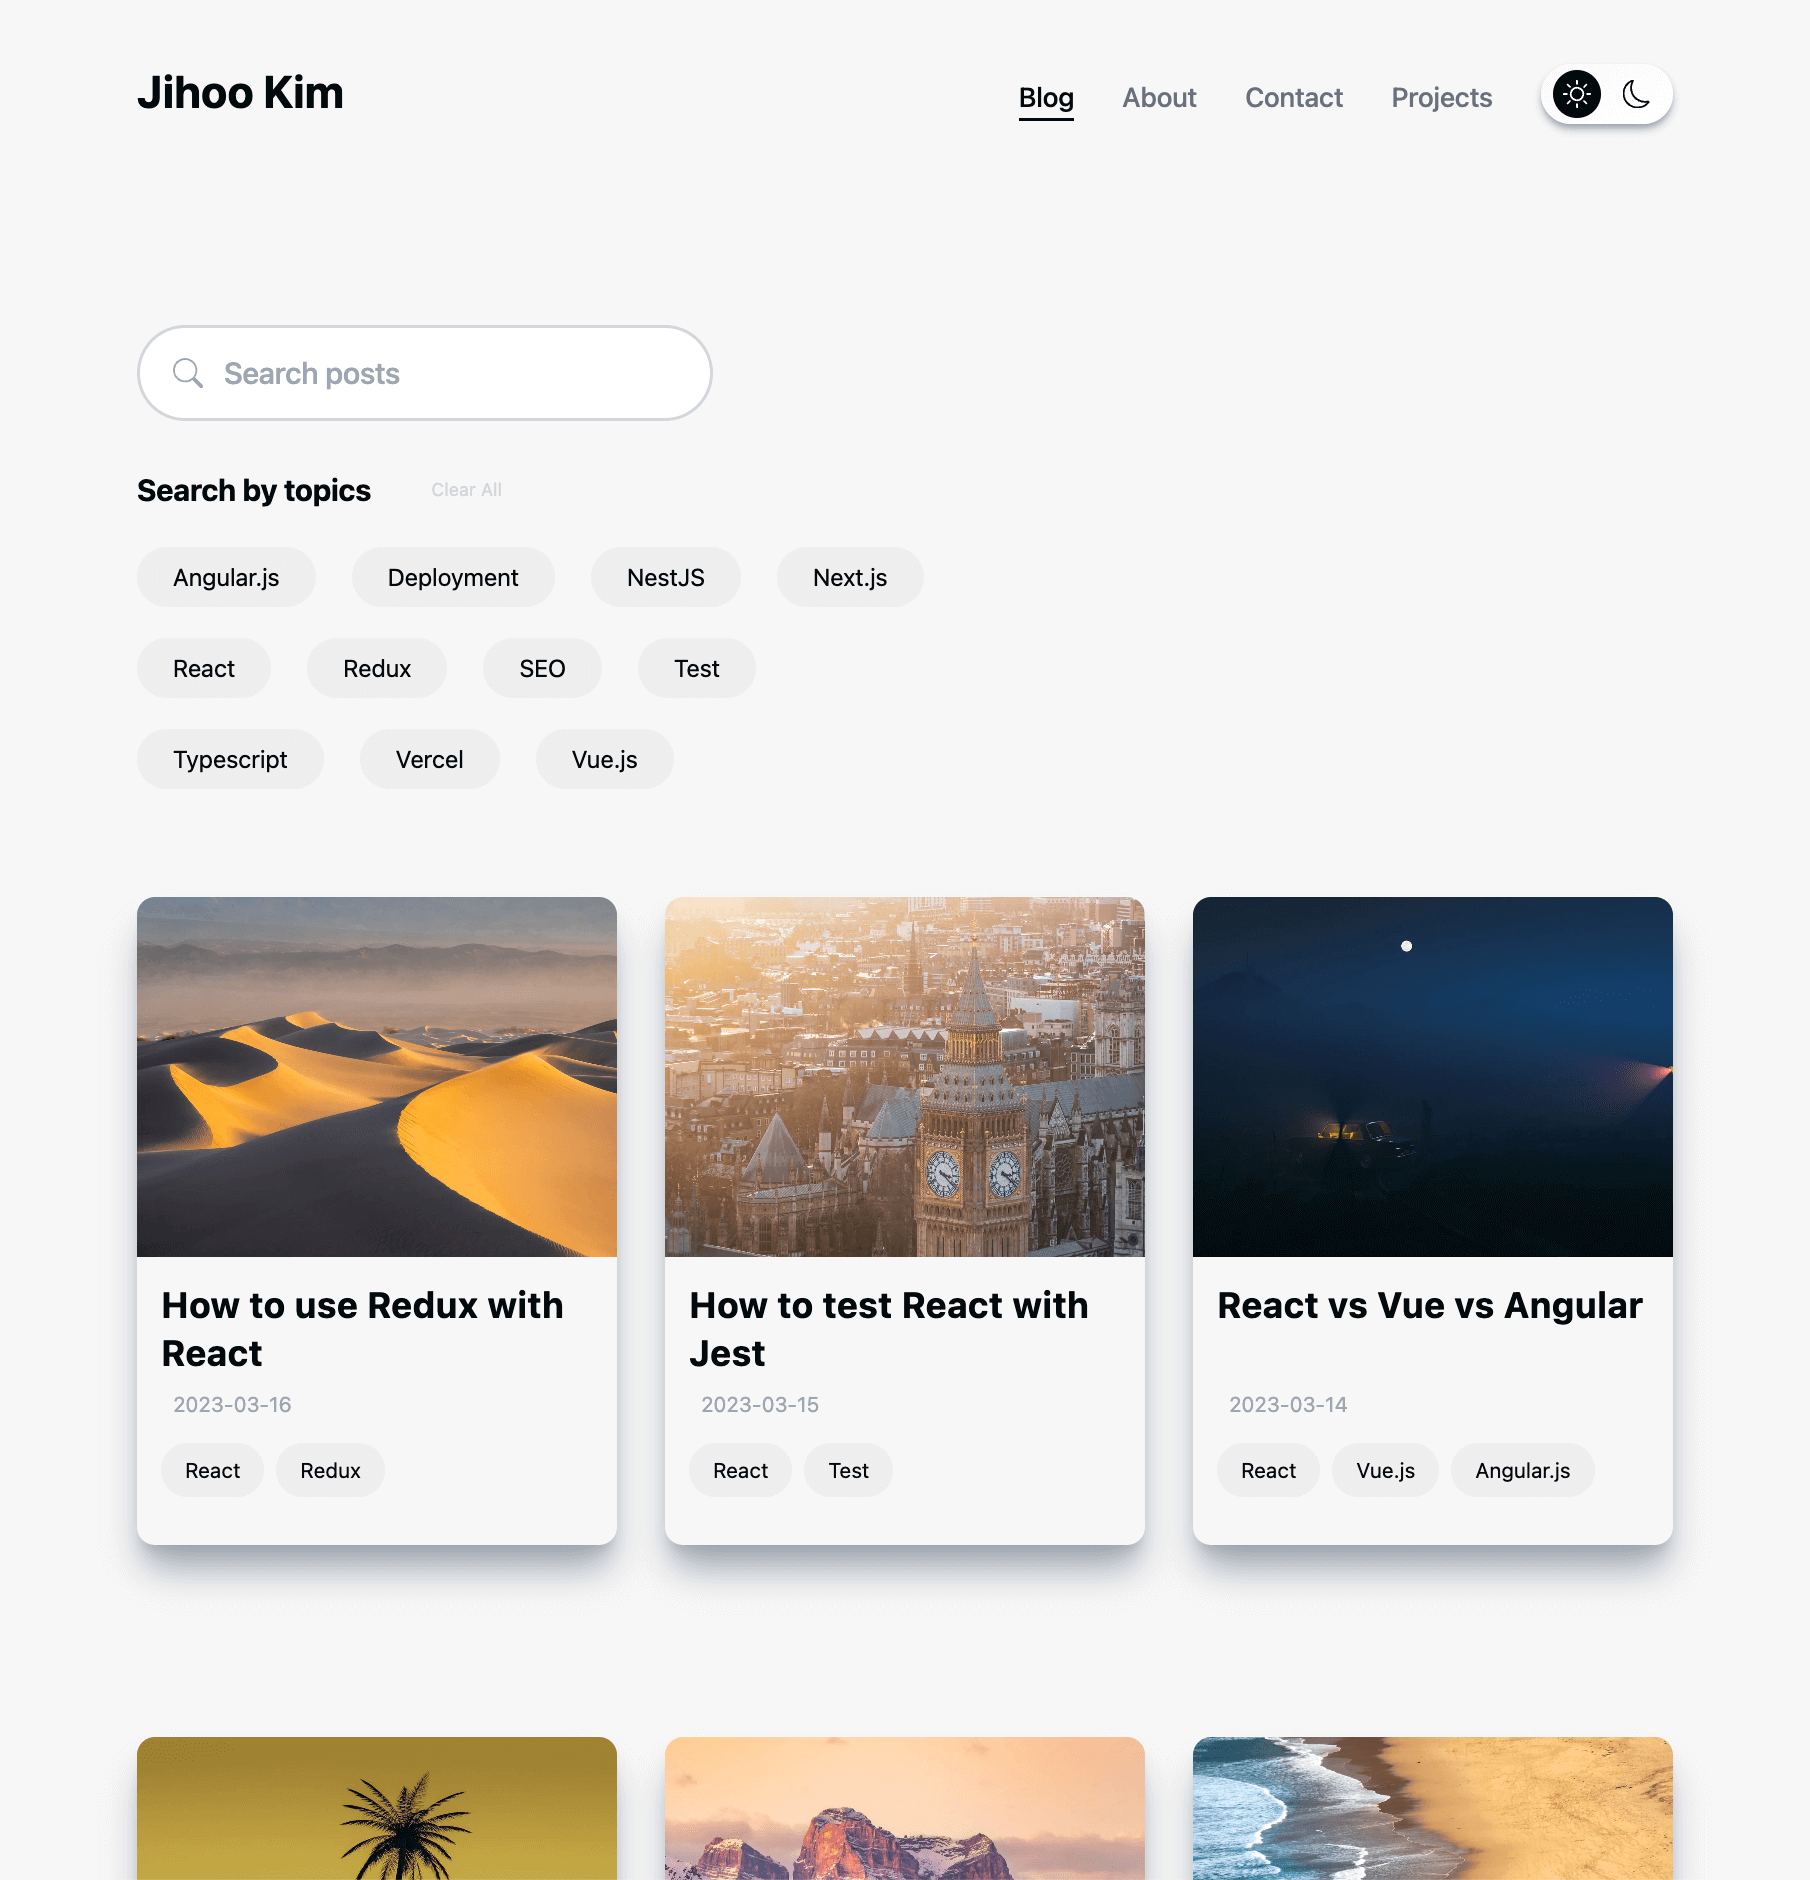 Jihoo Kim
Blog About Contact Projects
Search posts
Search by topics Clear All
Angular.js Deployment NestJS Next.js
React Redux SEO Test
Typescript Vercel Vue.js
How to use Redux with
React
2023-03-16
React Redux
How to test React with
Jest
2023-03-15
React Test
React vs Vue vs Angular
2023-03-14
React Vue.js Angular.js